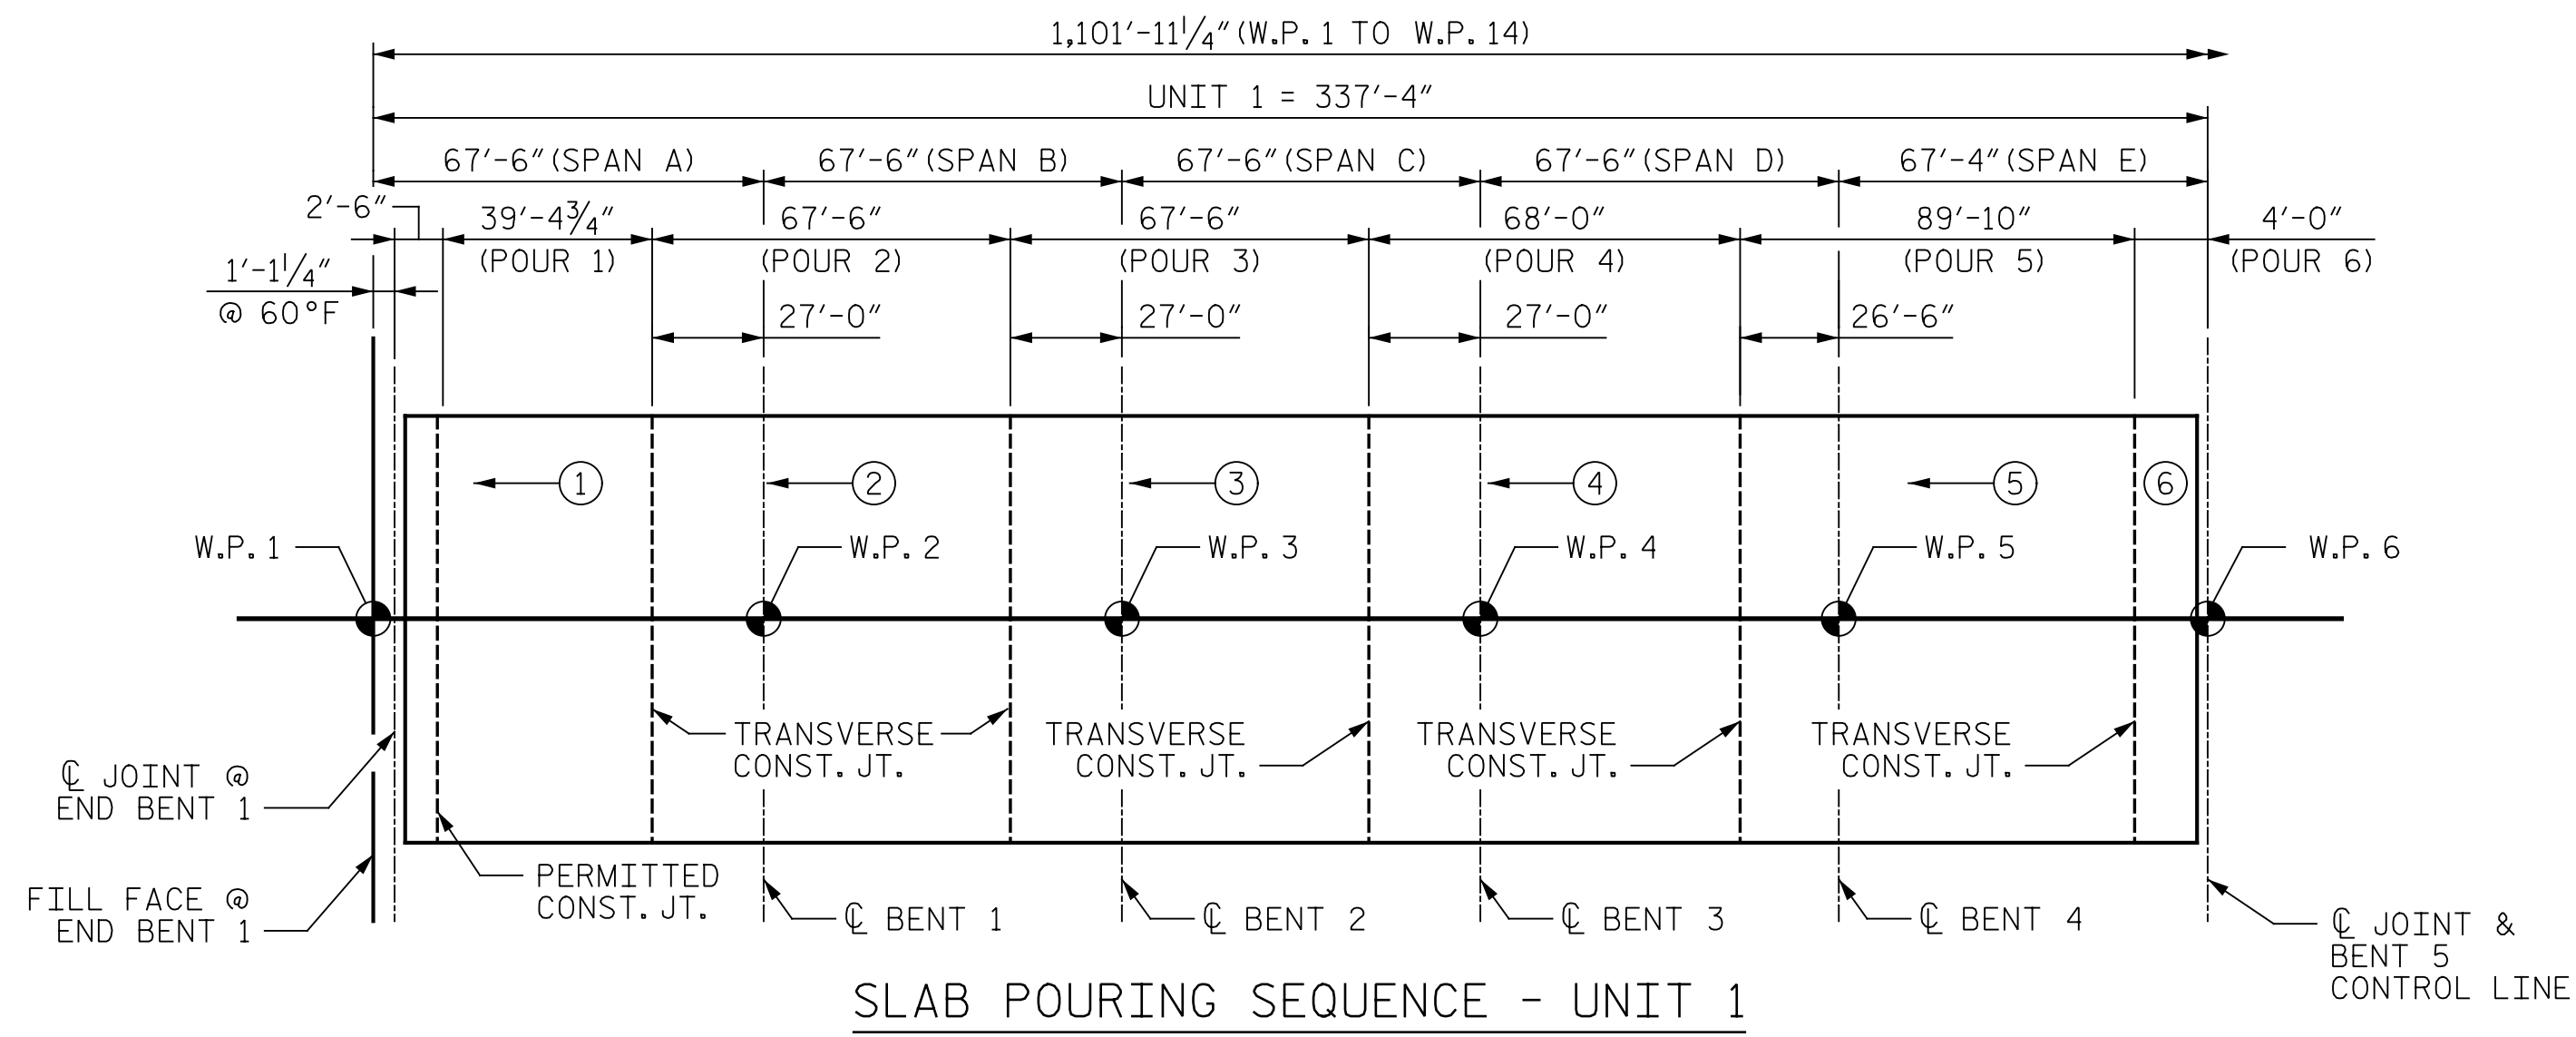 1,101'-11 1/4" (W.P. 1 TO W.P. 14)
UNIT 1 = 337'-4"
67'-6" (SPAN A)
67'-6" (SPAN B)
67'-6" (SPAN C)
67'-6" (SPAN D)
67'-4" (SPAN E)
2'-6"
39'-4 3/4"
(POUR 1)
67'-6"
(POUR 2)
67'-6"
(POUR 3)
68'-0"
(POUR 4)
89'-10"
(POUR 5)
4'-0"
(POUR 6)
1'-1 1/4"
@ 60°F
27'-0"
27'-0"
27'-0"
26'-6"
1
2
3
4
5
6
W.P. 1
W.P. 2
W.P. 3
W.P. 4
W.P. 5
W.P. 6
TRANSVERSE
CONST. JT.
TRANSVERSE
CONST. JT.
TRANSVERSE
CONST. JT.
TRANSVERSE
CONST. JT.
℄ JOINT @
END BENT 1
FILL FACE @
END BENT 1
PERMITTED
CONST. JT.
℄ BENT 1
℄ BENT 2
℄ BENT 3
℄ BENT 4
℄ JOINT &
BENT 5
CONTROL LINE
SLAB POURING SEQUENCE - UNIT 1